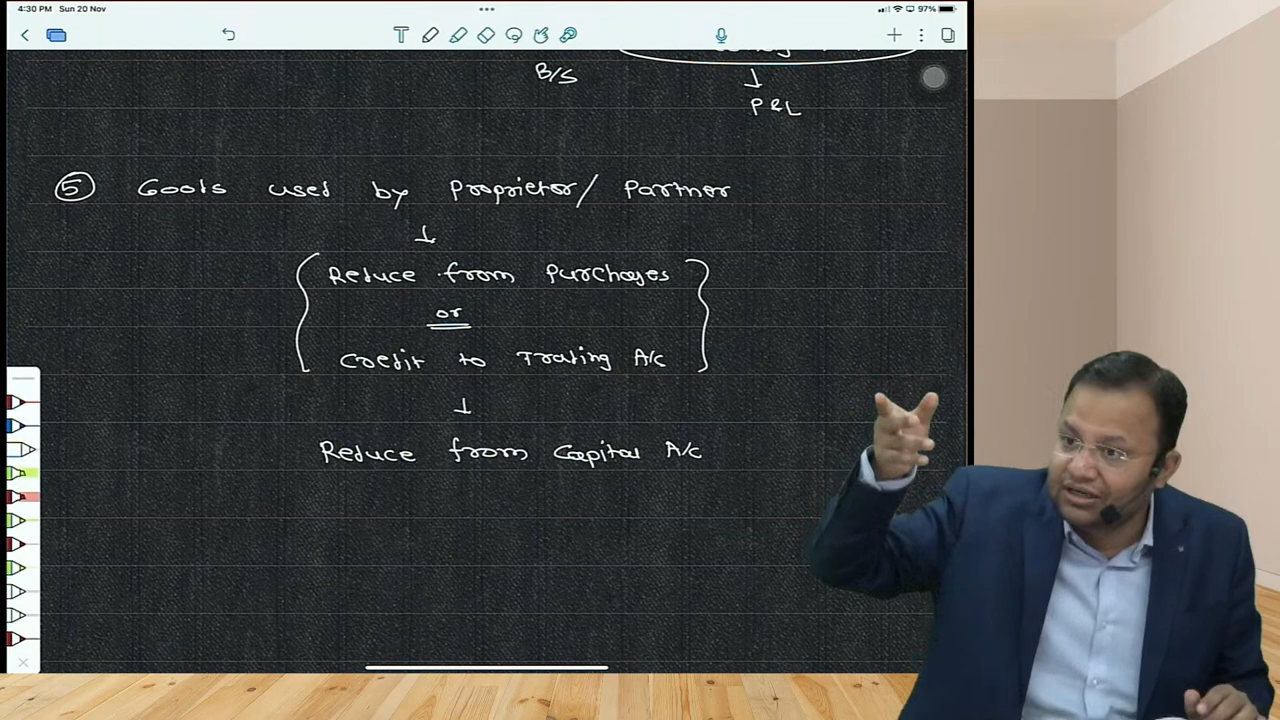 4:30 PM Sun 20 Nov
97%
T
B/S
P&L
5 Goods used by Proprietor/ Partner
Reduce from Purchases
or
Credit to Trading A/c
Reduce from Capital A/c